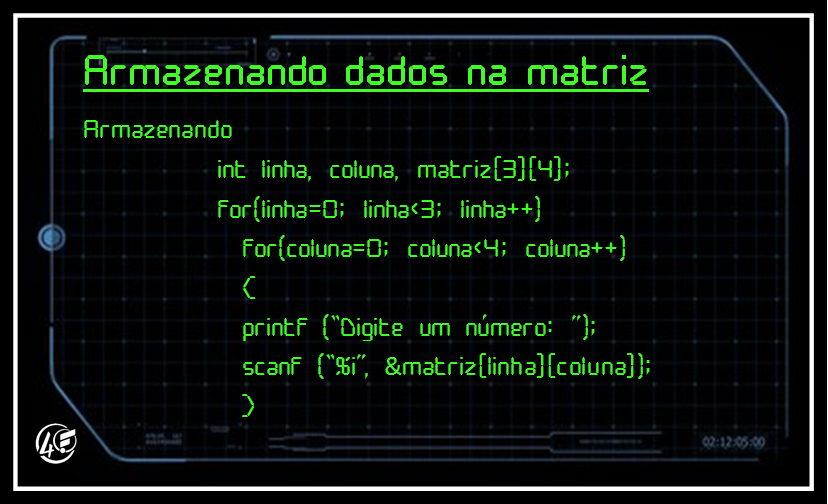 Armazenando dados na matriz
Armazenando
int linha, coluna, matriz[3][4];
for(linha=0; linha<3; linha++)
for(coluna=0; coluna<4; coluna++)
{
printf ("Digite um número: ");
scanf ("%i", &matriz[linha][coluna]);
}
4F
02:12:05:00